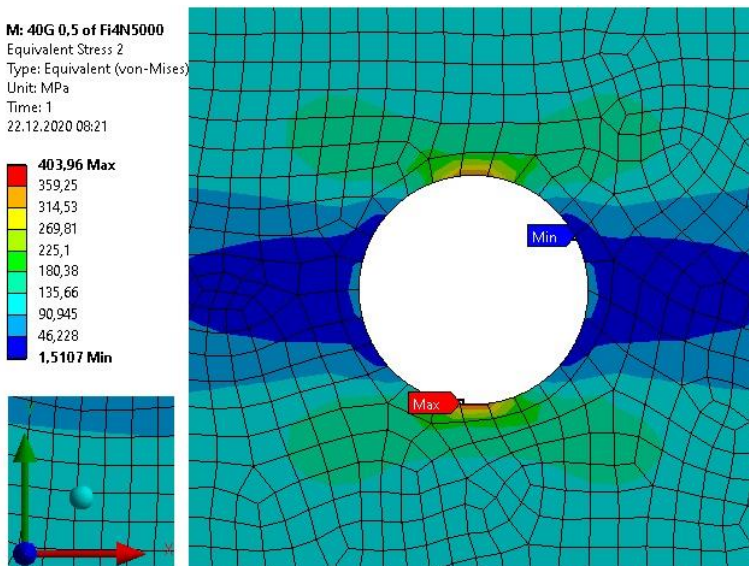 M: 40G 0,5 of Fi4N5000
Equivalent Stress 2
Type: Equivalent (von-Mises)
Unit: MPa
Time: 1
22.12.2020 08:21
403,96 Max
359,25
314,53
269,81
225,1
180,38
135,66
90,945
46,228
1,5107 Min
Min
Max
X